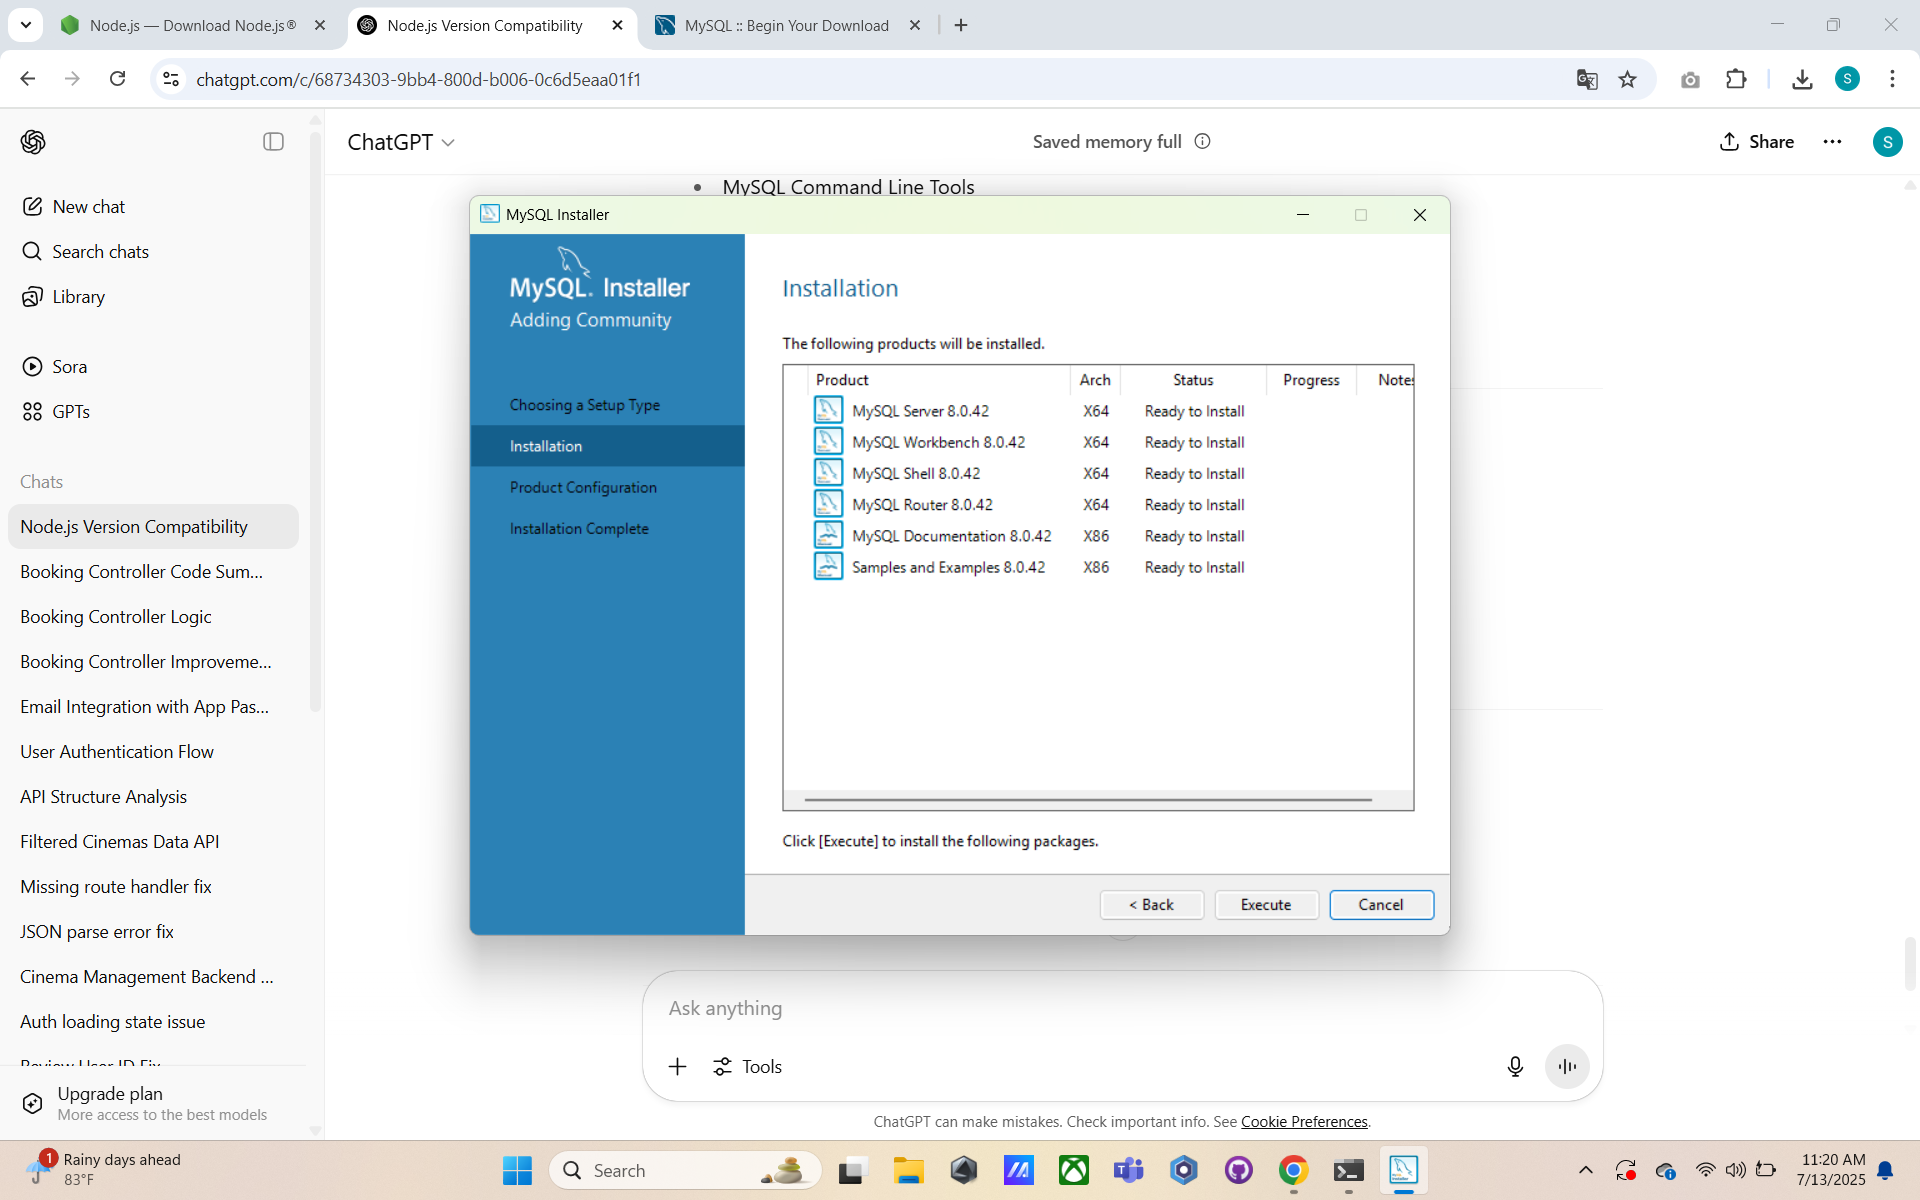 Node.js — Download Node.js®
Node.js Version Compatibility
MySQL :: Begin Your Download
chatgpt.com/c/68734303-9bb4-800d-b006-0c6d5eaa01f1
S
ChatGPT
Saved memory full
Share
S
New chat
Search chats
Library
Sora
GPTs
Chats
Node.js Version Compatibility
Booking Controller Code Sum...
Booking Controller Logic
Booking Controller Improveme...
Email Integration with App Pas...
User Authentication Flow
API Structure Analysis
Filtered Cinemas Data API
Missing route handler fix
JSON parse error fix
Cinema Management Backend ...
Auth loading state issue
Review User ID Fix
Upgrade plan
More access to the best models
MySQL Command Line Tools
MySQL Installer
MySQL. Installer
Adding Community
Choosing a Setup Type
Installation
Product Configuration
Installation Complete
Installation
The following products will be installed.
Product Arch Status Progress Notes
MySQL Server 8.0.42 X64 Ready to Install
MySQL Workbench 8.0.42 X64 Ready to Install
MySQL Shell 8.0.42 X64 Ready to Install
MySQL Router 8.0.42 X64 Ready to Install
MySQL Documentation 8.0.42 X86 Ready to Install
Samples and Examples 8.0.42 X86 Ready to Install
Click [Execute] to install the following packages.
< Back Execute Cancel
Ask anything
Tools
ChatGPT can make mistakes. Check important info. See Cookie Preferences.
1
Rainy days ahead
83°F
Search
Installer
11:20 AM
7/13/2025